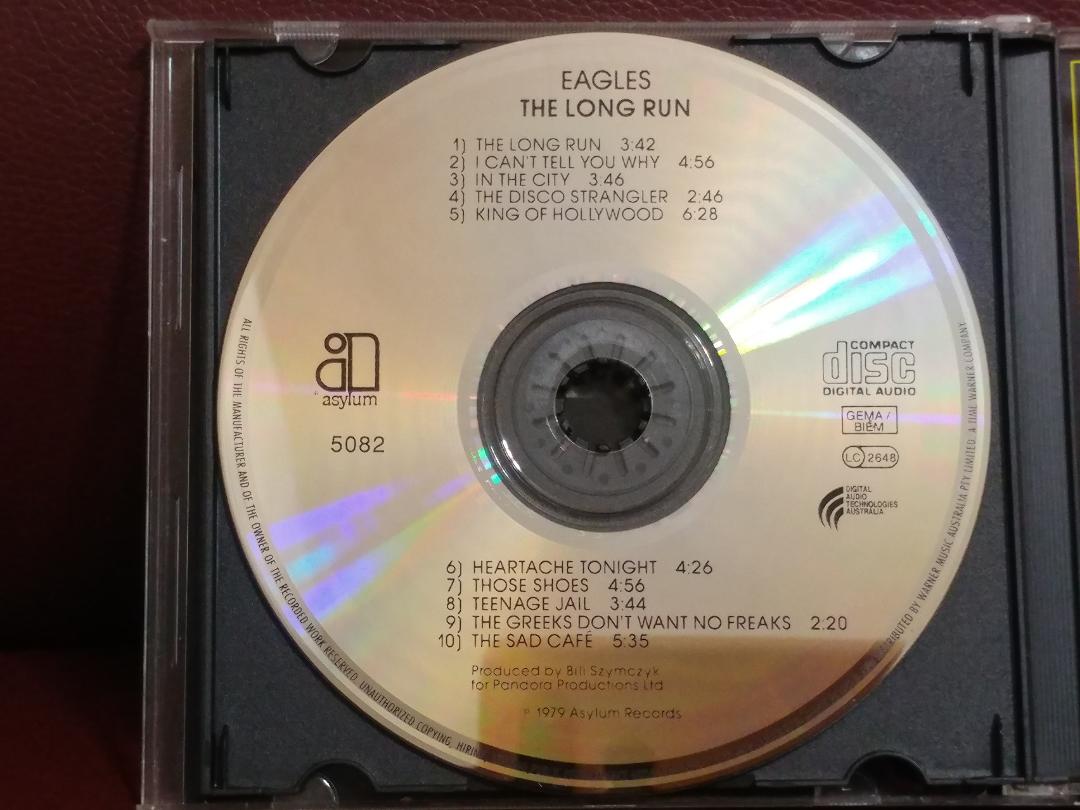 EAGLES
THE LONG RUN
1) THE LONG RUN 3:42
2) I CAN'T TELL YOU WHY 4:56
3) IN THE CITY 3.46
4) THE DISCO STRANGLER 2:46
5) KING OF HOLLYWOOD 6:28
asylum
5082
COMPACT
disc
DIGITAL AUDIO
GEMA /
BIEM
LC 2648
DIGITAL
AUDIO
TECHNOLOGIES
AUSTRALIA
6) HEARTACHE TONIGHT 4:26
7) THOSE SHOES 4:56
8) TEENAGE JAIL 3:44
9) THE GREEKS DON'T WANT NO FREAKS 2:20
10) THE SAD CAFÉ 5:35
Produced by Bill Szymczyk
for Pandora Productions Ltd
℗ 1979 Asylum Records
ALL RIGHTS OF THE MANUFACTURER AND OF THE OWNER OF THE RECORDED WORK RESERVED. UNAUTHORIZED COPYING, BY WARNER MUSIC AUSTRALIA PTY. LIMITED. A TIME WARNER COMPANY